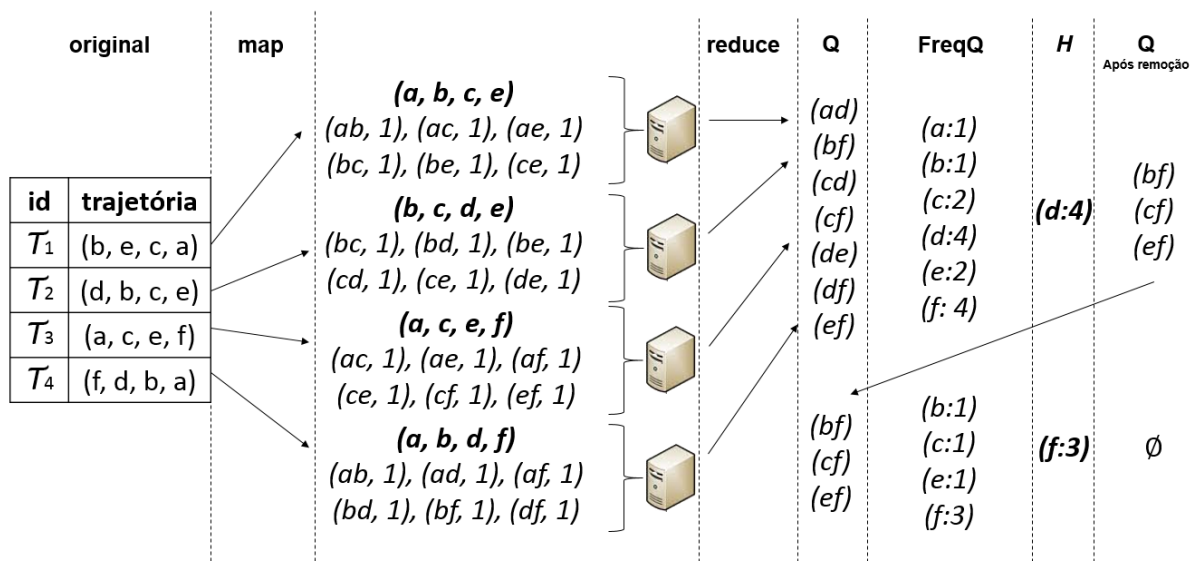 original
map
reduce
Q
FreqQ
H
Q
Após remoção
id trajetória
T1 (b, e, c, a)
T2 (d, b, c, e)
T3 (a, c, e, f)
T4 (f, d, b, a)
(a, b, c, e)
(ab, 1), (ac, 1), (ae, 1)
(bc, 1), (be, 1), (ce, 1)
(b, c, d, e)
(bc, 1), (bd, 1), (be, 1)
(cd, 1), (ce, 1), (de, 1)
(a, c, e, f)
(ac, 1), (ae, 1), (af, 1)
(ce, 1), (cf, 1), (ef, 1)
(a, b, d, f)
(ab, 1), (ad, 1), (af, 1)
(bd, 1), (bf, 1), (df, 1)
(ad)
(bf)
(cd)
(cf)
(de)
(df)
(ef)
(a:1)
(b:1)
(c:2)
(d:4)
(e:2)
(f: 4)
(d:4)
(bf)
(cf)
(ef)
(bf)
(cf)
(ef)
(b:1)
(c:1)
(e:1)
(f:3)
(f:3)
∅